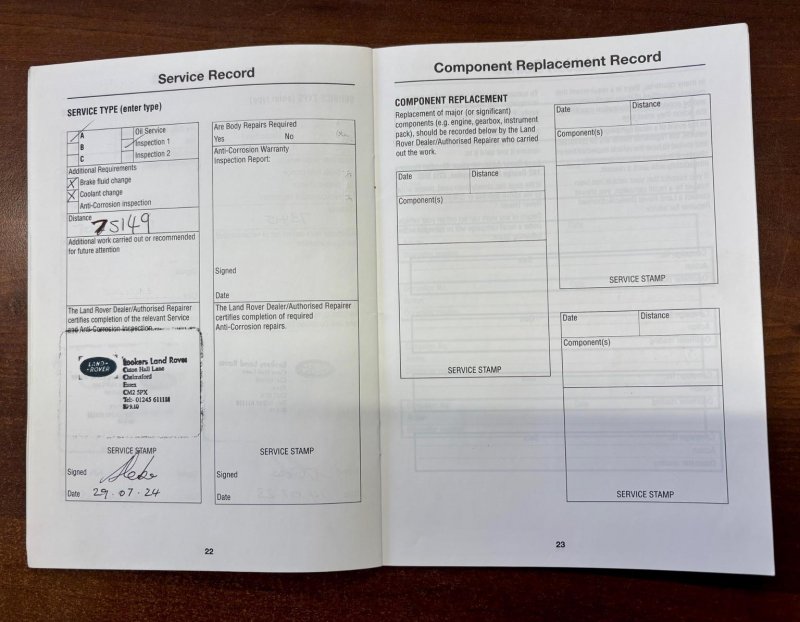 Service Record
SERVICE TYPE (enter type)
A
B
C
Oil Service
Inspection 1
Inspection 2
Additional Requirements
X Brake fluid change
X Coolant change
Anti-Corrosion inspection
Distance
75149
Additional work carried out or recommended
for future attention
The Land Rover Dealer/Authorised Repairer
certifies completion of the relevant Service
and Anti-Corrosion Inspection
LAND-
-ROVER
Land Rover
Hall Lane
Chelmsford
Essex
CM2 5PX
Tel:- 01245 611111
SERVICE STAMP
Signed
Date 29.07.24
Are Body Repairs Required
Yes No
Anti-Corrosion Warranty
Inspection Report:
Signed
Date
The Land Rover Dealer/Authorised Repairer
certifies completion of required
Anti-Corrosion repairs.
SERVICE STAMP
Signed
Date
22
Component Replacement Record
COMPONENT REPLACEMENT
Replacement of major (or significant)
components (e.g. engine, gearbox, instrument
pack), should be recorded below by the Land
Rover Dealer/Authorised Repairer who carried
out the work.
Date Distance
Component(s)
SERVICE STAMP
Date Distance
Component(s)
SERVICE STAMP
Date Distance
Component(s)
SERVICE STAMP
23